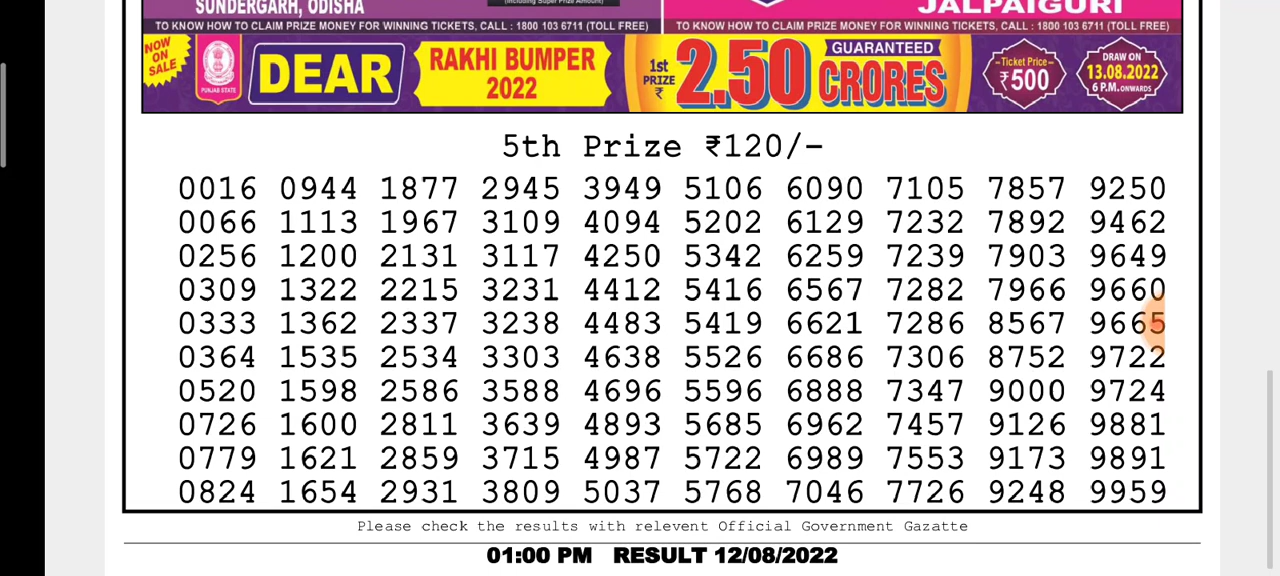 SUNDERGARH, ODISHA
(Including Super Prize Amount)
JALPAIGURI
TO KNOW HOW TO CLAIM PRIZE MONEY FOR WINNING TICKETS, CALL : 1800 103 6711 (TOLL FREE)
TO KNOW HOW TO CLAIM PRIZE MONEY FOR WINNING TICKETS, CALL : 1800 103 6711 (TOLL FREE)
NOW
ON
SALE
PUNJAB STATE
DEAR
RAKHI BUMPER
2022
1st
PRIZE
₹
2.50
GUARANTEED
CRORES
Ticket Price
₹500
DRAW ON
13.08.2022
6 P.M. ONWARDS
5th Prize ₹120/-
0016 0944 1877 2945 3949 5106 6090 7105 7857 9250
0066 1113 1967 3109 4094 5202 6129 7232 7892 9462
0256 1200 2131 3117 4250 5342 6259 7239 7903 9649
0309 1322 2215 3231 4412 5416 6567 7282 7966 9660
0333 1362 2337 3238 4483 5419 6621 7286 8567 9665
0364 1535 2534 3303 4638 5526 6686 7306 8752 9722
0520 1598 2586 3588 4696 5596 6888 7347 9000 9724
0726 1600 2811 3639 4893 5685 6962 7457 9126 9881
0779 1621 2859 3715 4987 5722 6989 7553 9173 9891
0824 1654 2931 3809 5037 5768 7046 7726 9248 9959
Please check the results with relevent Official Government Gazatte
01:00 PM RESULT 12/08/2022